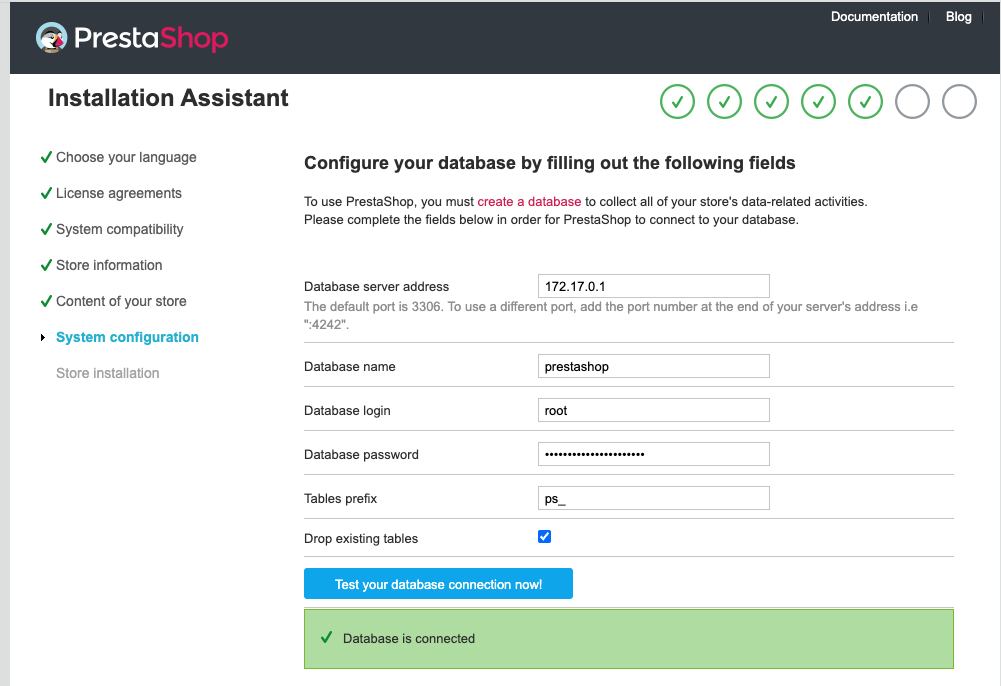 Documentation
Blog
PrestaShop
Installation Assistant
Choose your language
License agreements
System compatibility
Store information
Content of your store
System configuration
Store installation
Configure your database by filling out the following fields
To use PrestaShop, you must create a database to collect all of your store's data-related activities.
Please complete the fields below in order for PrestaShop to connect to your database.
Database server address 172.17.0.1
The default port is 3306. To use a different port, add the port number at the end of your server's address i.e
":4242".
Database name prestashop
Database login root
Database password ••••••••••••••••••••••
Tables prefix ps_
Drop existing tables
Test your database connection now!
Database is connected